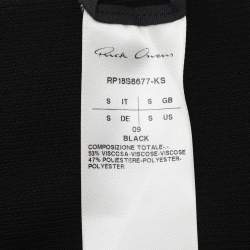 Rick Owens
RP18S8677-KS
S IT S GB
S DE S US
09
BLACK
COMPOSIZIONE TOTALE-.-
53% VISCOSA-VISCOSE-VISCOSE
47% POLIESTERE-POLYESTER-
POLYESTER